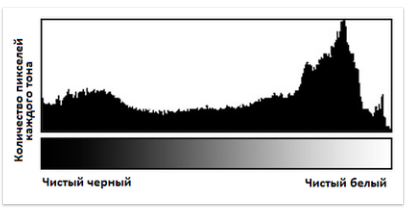 Количество пикселей
каждого тона
Чистый черный
Чистый белый